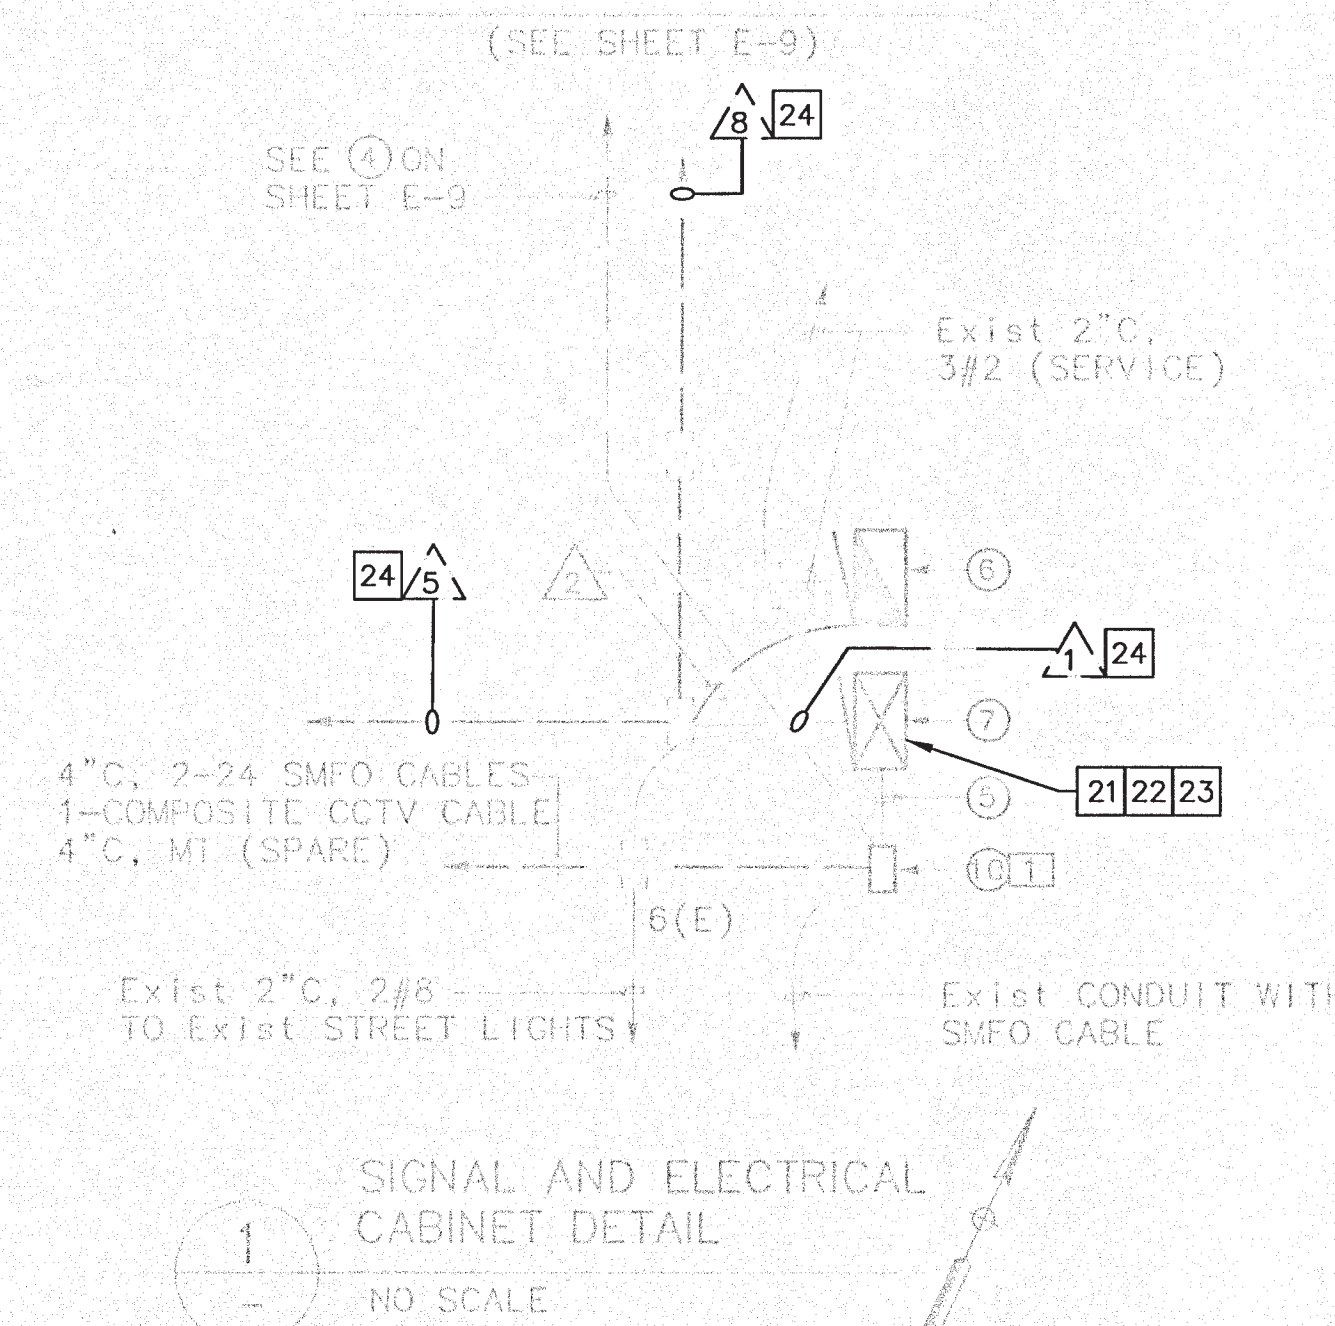 (SEE SHEET E-9)
8 24
SEE 4 ON
SHEET E-9
Exist 2"C,
3#2 (SERVICE)
24 5
2
6
1 24
7
21 22 23
4"C, 2-24 SMFO CABLES
1-COMPOSITE CCTV CABLE
4"C, MT (SPARE)
5
10 1
6(E)
Exist 2"C, 2#8
TO Exist STREET LIGHTS
Exist CONDUIT WITH
SMFO CABLE
SIGNAL AND ELECTRICAL
CABINET DETAIL
1
-
NO SCALE